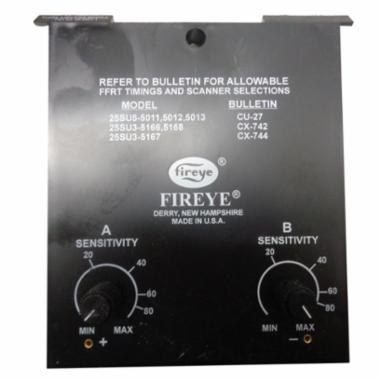 REFER TO BULLETIN FOR ALLOWABLE
FFRT TIMINGS AND SCANNER SELECTIONS
MODEL BULLETIN
25SU5-5011,5012,5013 CU-27
25SU3-5166,5168 CX-742
25SU3-5167 CX-744
fireye®
FIREYE®
DERRY, NEW HAMPSHIRE
MADE IN U.S.A.
A B
SENSITIVITY SENSITIVITY
20 40 20 40
60 60
80 80
MIN MAX MIN MAX
+ −